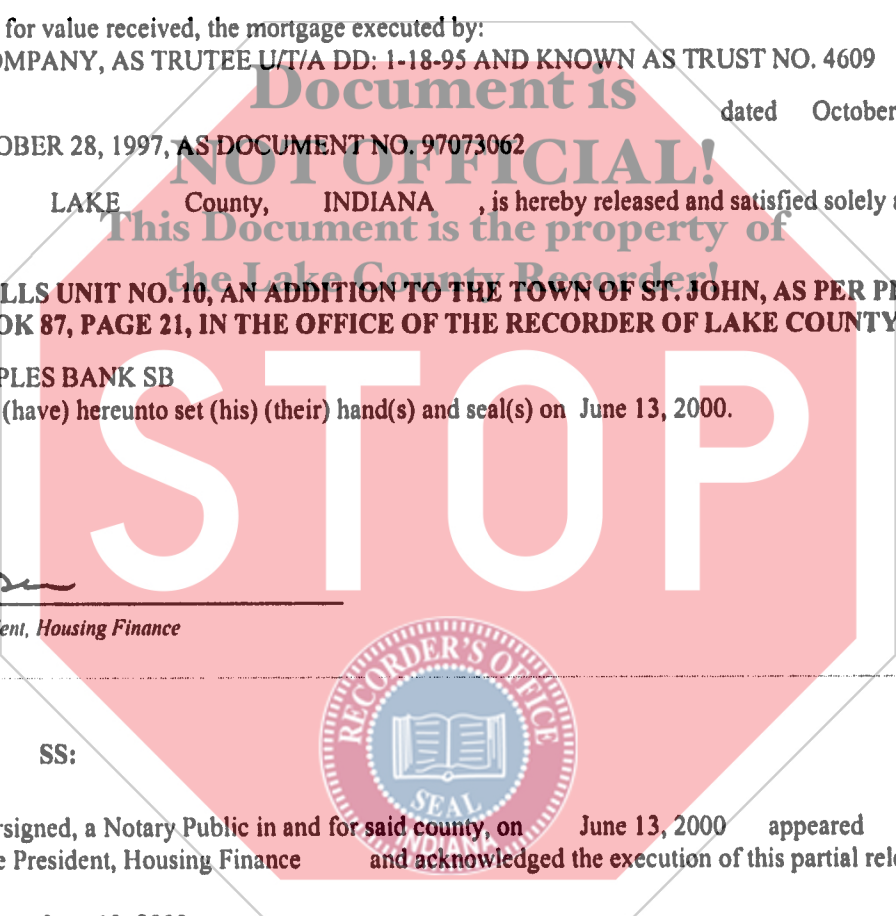 for value received, the mortgage executed by:
OMPANY, AS TRUTEE U/T/A DD: 1-18-95 AND KNOWN AS TRUST NO. 4609
Document is
dated October
OBER 28, 1997, AS DOCUMENT NO. 97073062
NOT OFFICIAL!
LAKE County, INDIANA , is hereby released and satisfied solely a
This Document is the property of
the Lake County Recorder!
LLS UNIT NO. 10, AN ADDITION TO THE TOWN OF ST. JOHN, AS PER PL
OK 87, PAGE 21, IN THE OFFICE OF THE RECORDER OF LAKE COUNTY
STOP
PLES BANK SB
(have) hereunto set (his) (their) hand(s) and seal(s) on June 13, 2000.
ent, Housing Finance
RECORDER'S OFFICE
SEAL
INDIANA
SS:
rsigned, a Notary Public in and for said county, on June 13, 2000 appeared
e President, Housing Finance and acknowledged the execution of this partial rele